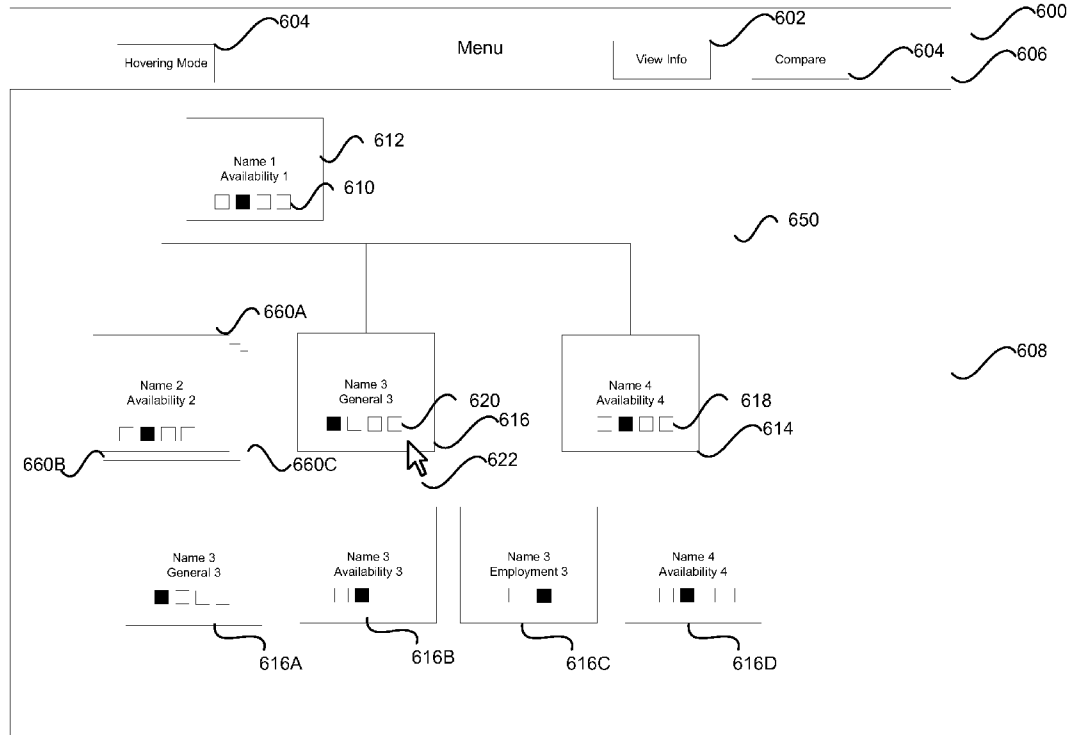 604
602
600
Menu
Hovering Mode
View Info
Compare
604
606
612
Name 1
Availability 1
610
650
660A
608
Name 2
Availability 2
Name 3
General 3
Name 4
Availability 4
620
618
616
614
660B
660C
622
Name 3
General 3
Name 3
Availability 3
Name 3
Employment 3
Name 4
Availability 4
616A
616B
616C
616D